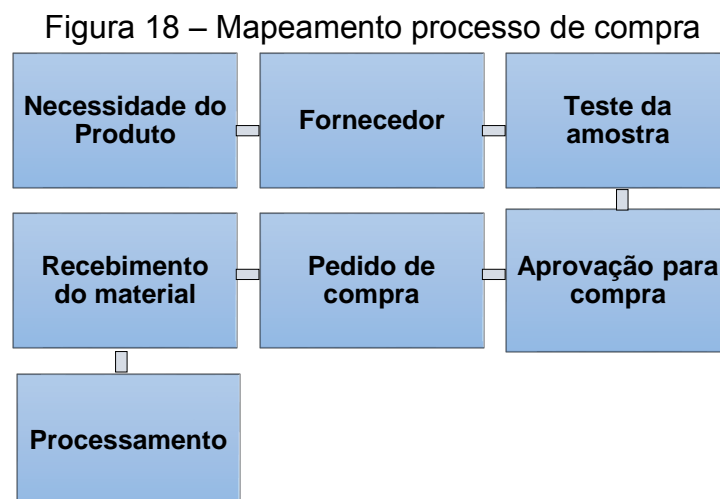 Figura 18 – Mapeamento processo de compra
Necessidade do
Produto
Fornecedor
Teste da
amostra
Recebimento
do material
Pedido de
compra
Aprovação para
compra
Processamento